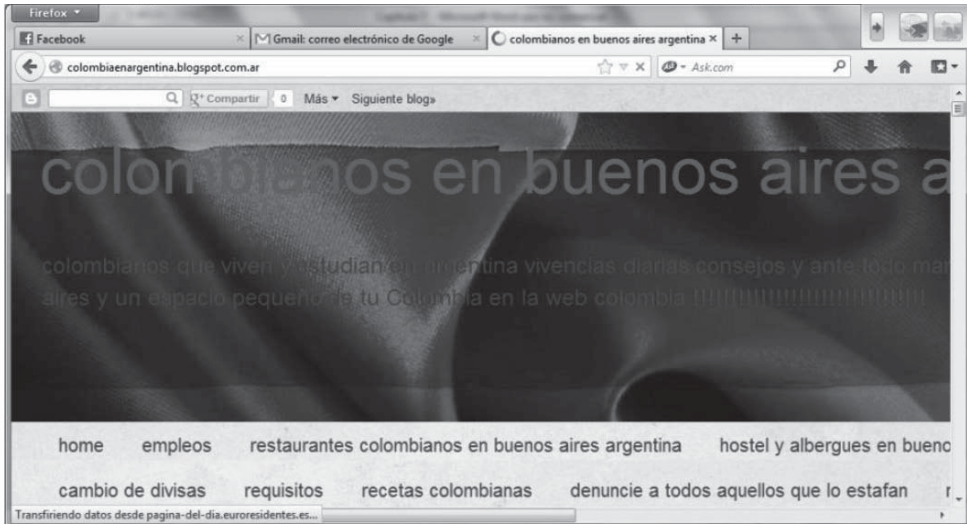 Firefox
Facebook
Gmail: correo electrónico de Google
colombianos en buenos aires argentina
colombiaenargentina.blogspot.com.ar
Ask.com
Compartir 0 Más Siguiente blog»
colombianos en buenos aires a
colombianos que viven y estudian en argentina vivencias diarias consejos y ante todo mar
aires y un espacio pequeño de tu Colombia en la web colombia !!!!!!!!!!!!!!!!!!!!!!!!!!!!!!
home empleos restaurantes colombianos en buenos aires argentina hostel y albergues en bueno
cambio de divisas requisitos recetas colombianas denuncie a todos aquellos que lo estafan r
Transfiriendo datos desde pagina-del-dia.euroresidentes.es...